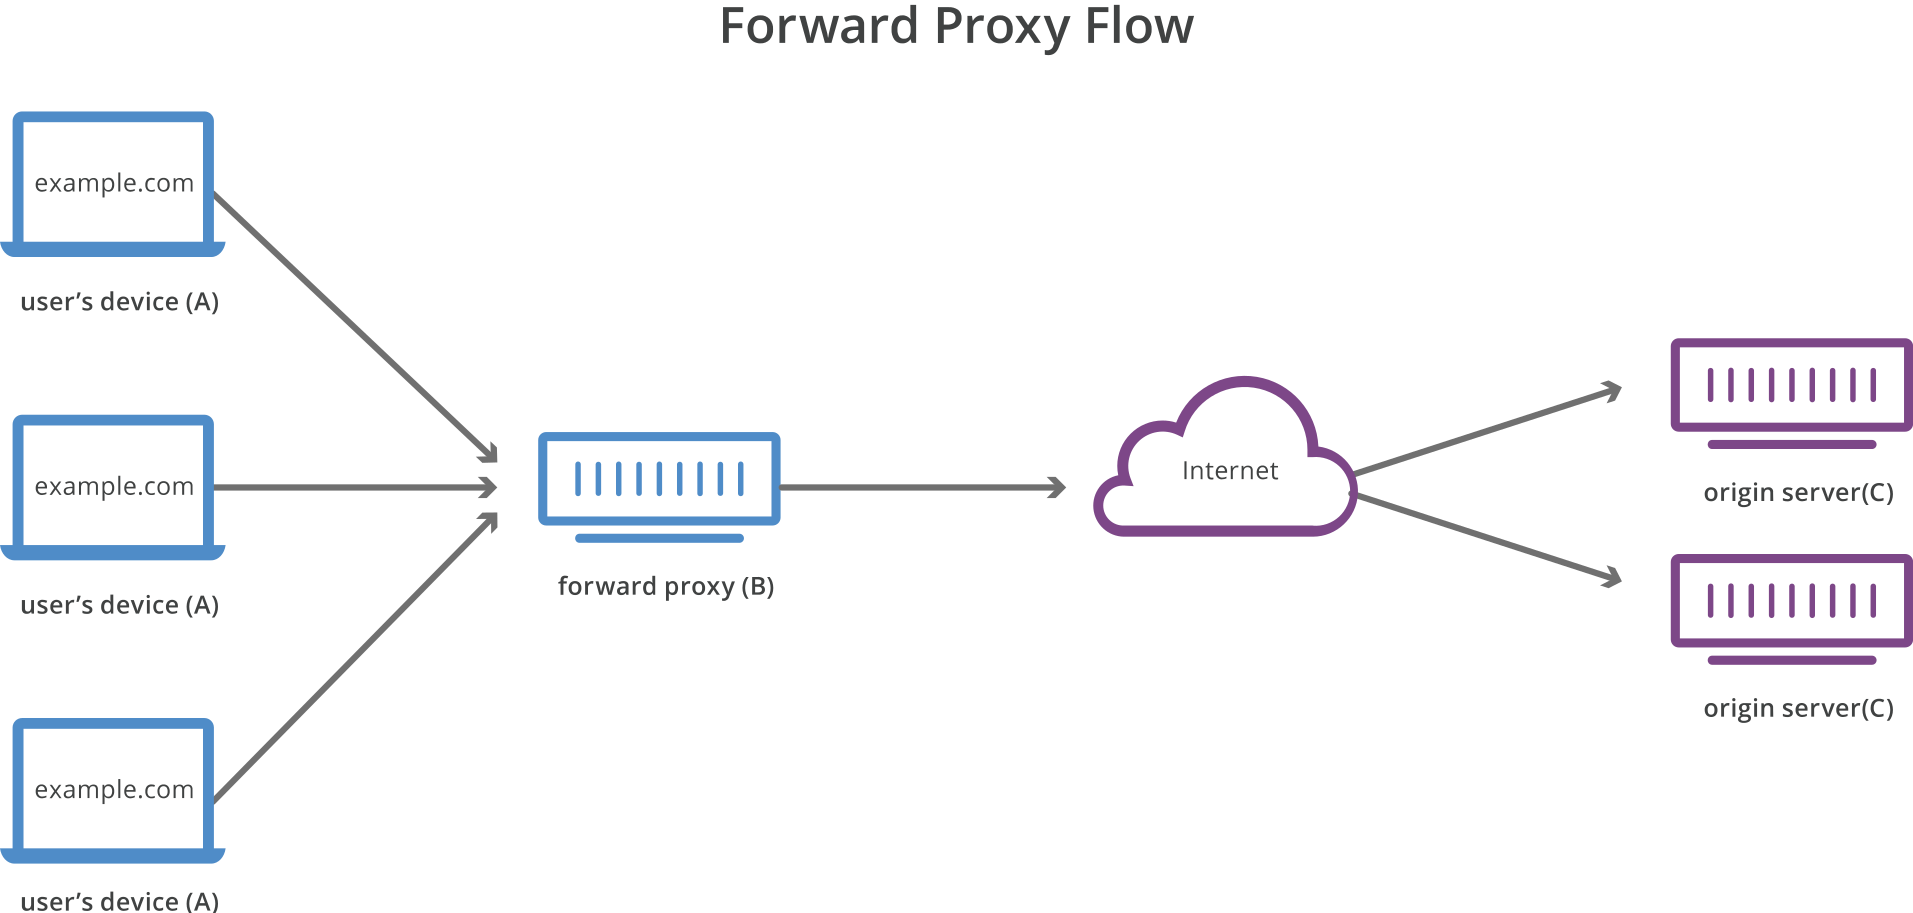 Forward Proxy Flow
example.com
user’s device (A)
example.com
user’s device (A)
example.com
user’s device (A)
forward proxy (B)
Internet
origin server(C)
origin server(C)